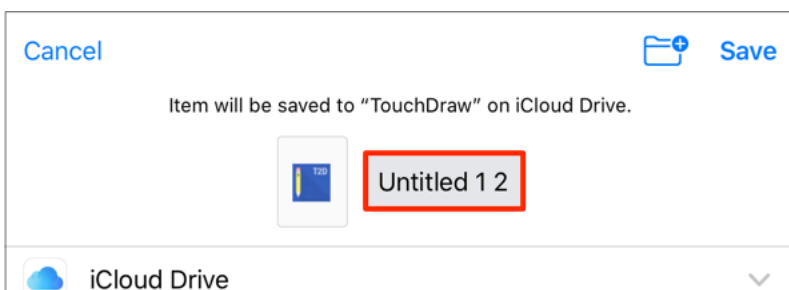 Cancel
Save
Item will be saved to “TouchDraw” on iCloud Drive.
T2D
Untitled 1 2
iCloud Drive